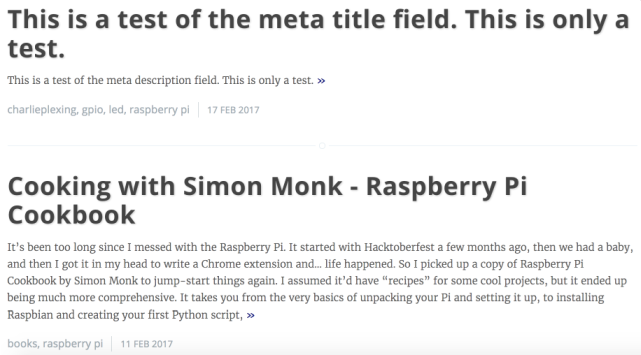 This is a test of the meta title field. This is only a
test.
This is a test of the meta description field. This is only a test. »
charlieplexing, gpio, led, raspberry pi | 17 FEB 2017
Cooking with Simon Monk - Raspberry Pi
Cookbook
It's been too long since I messed with the Raspberry Pi. It started with Hacktoberfest a few months ago, then we had a baby,
and then I got it in my head to write a Chrome extension and... life happened. So I picked up a copy of Raspberry Pi
Cookbook by Simon Monk to jump-start things again. I assumed it'd have “recipes” for some cool projects, but it ended up
being much more comprehensive. It takes you from the very basics of unpacking your Pi and setting it up, to installing
Raspbian and creating your first Python script, »
books, raspberry pi | 11 FEB 2017